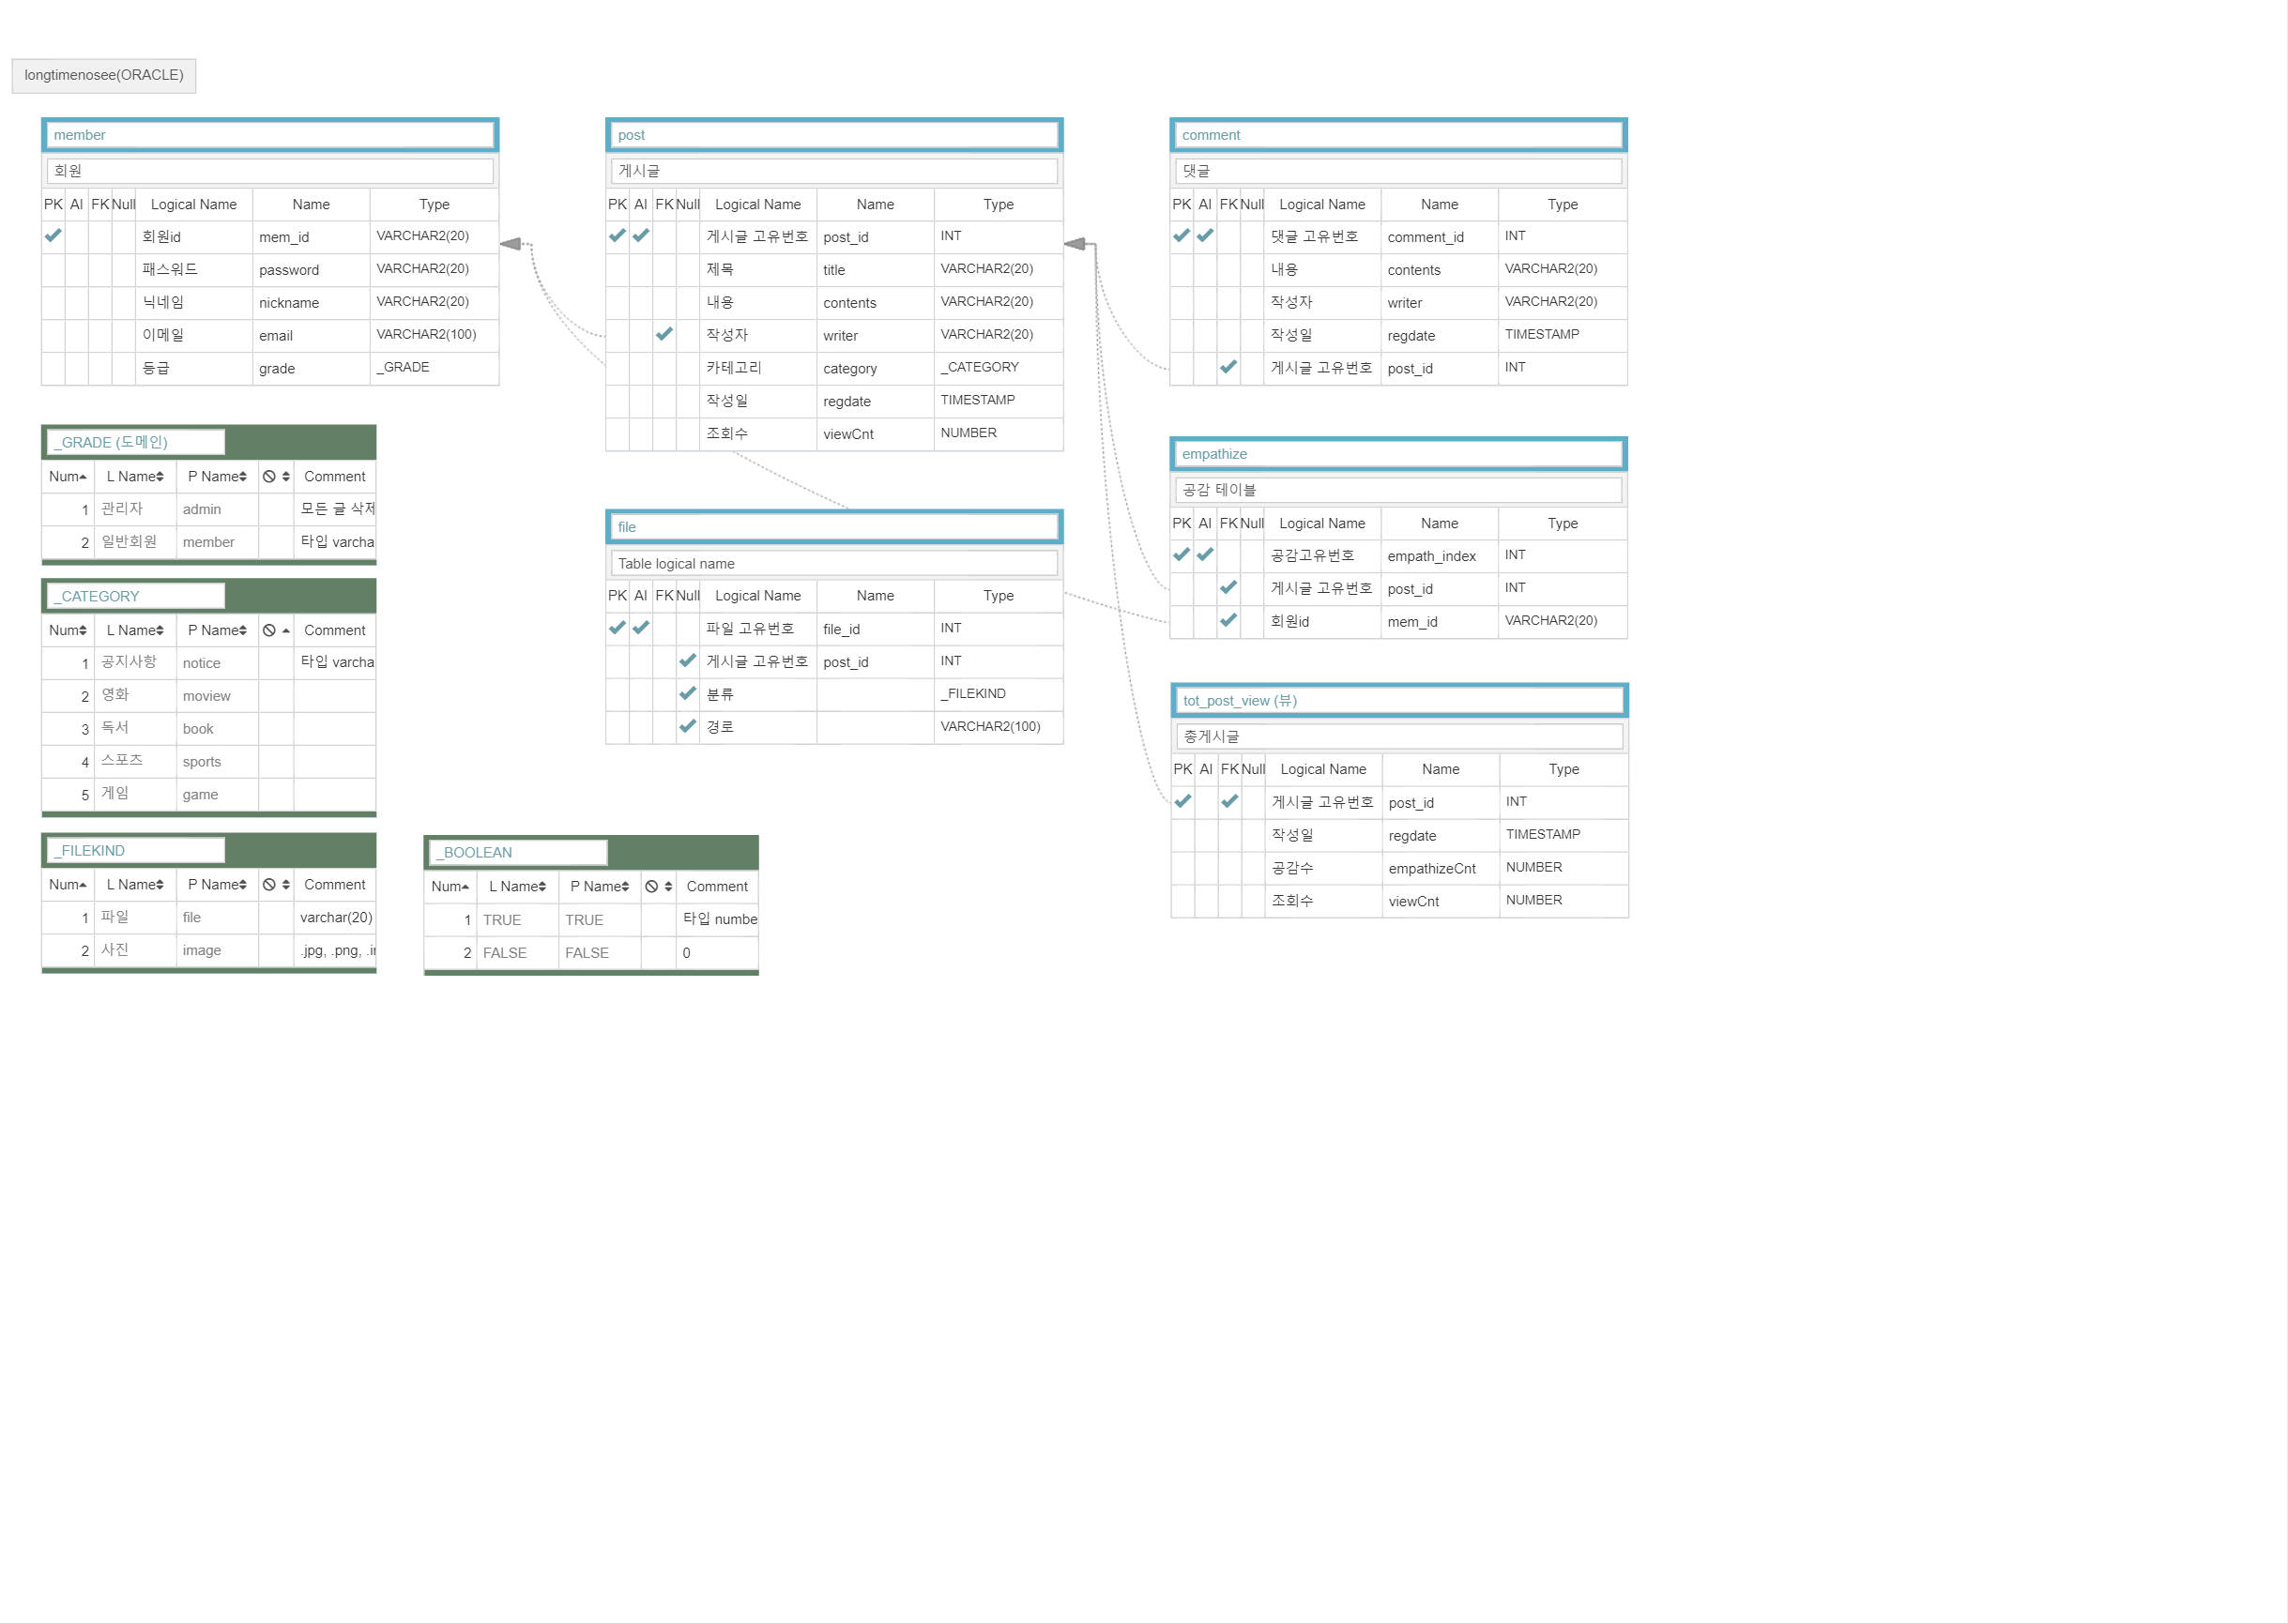 longtimenosee(ORACLE)
member
회원
PK AI FK Null Logical Name Name Type
회원id mem_id VARCHAR2(20)
패스워드 password VARCHAR2(20)
닉네임 nickname VARCHAR2(20)
이메일 email VARCHAR2(100)
등급 grade _GRADE
post
게시글
PK AI FK Null Logical Name Name Type
게시글 고유번호 post_id INT
제목 title VARCHAR2(20)
내용 contents VARCHAR2(20)
작성자 writer VARCHAR2(20)
카테고리 category _CATEGORY
작성일 regdate TIMESTAMP
조회수 viewCnt NUMBER
comment
댓글
PK AI FK Null Logical Name Name Type
댓글 고유번호 comment_id INT
내용 contents VARCHAR2(20)
작성자 writer VARCHAR2(20)
작성일 regdate TIMESTAMP
게시글 고유번호 post_id INT
_GRADE (도메인)
Num L Name P Name Comment
1 관리자 admin 모든 글 삭제
2 일반회원 member 타입 varcha
_CATEGORY
Num L Name P Name Comment
1 공지사항 notice 타입 varcha
2 영화 moview
3 독서 book
4 스포츠 sports
5 게임 game
_FILEKIND
Num L Name P Name Comment
1 파일 file varchar(20)
2 사진 image .jpg, .png, .i
_BOOLEAN
Num L Name P Name Comment
1 TRUE TRUE 타입 numbe
2 FALSE FALSE 0
file
Table logical name
PK AI FK Null Logical Name Name Type
파일 고유번호 file_id INT
게시글 고유번호 post_id INT
분류 _FILEKIND
경로 VARCHAR2(100)
empathize
공감 테이블
PK AI FK Null Logical Name Name Type
공감고유번호 empath_index INT
게시글 고유번호 post_id INT
회원id mem_id VARCHAR2(20)
tot_post_view (뷰)
총게시글
PK AI FK Null Logical Name Name Type
게시글 고유번호 post_id INT
작성일 regdate TIMESTAMP
공감수 empathizeCnt NUMBER
조회수 viewCnt NUMBER